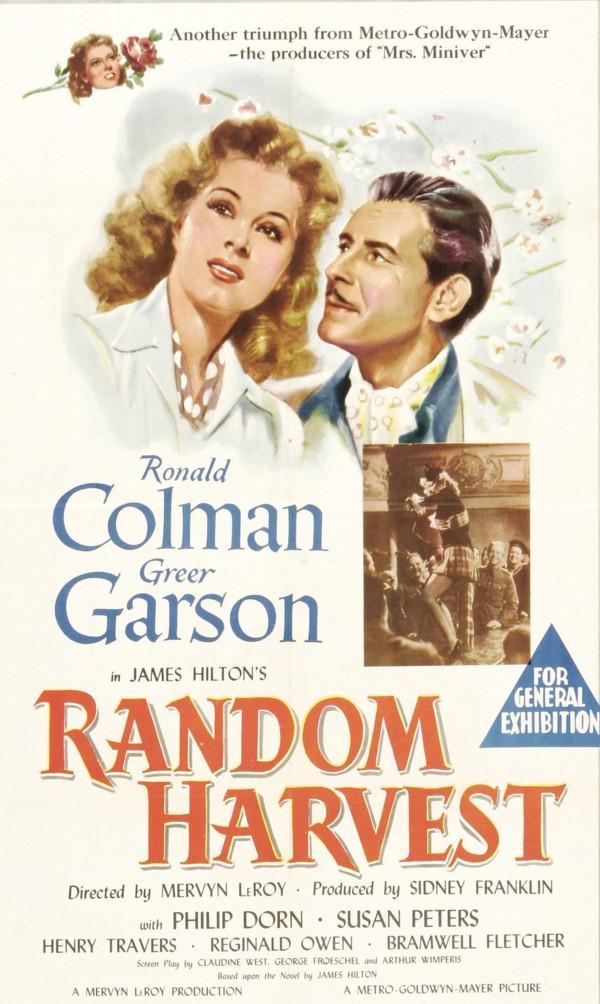 Another triumph from Metro-Goldwyn-Mayer
—the producers of "Mrs. Miniver"
Ronald
Colman
Greer
Garson
in JAMES HILTON'S
RANDOM
HARVEST
FOR
GENERAL
EXHIBITION
Directed by MERVYN LeROY · Produced by SIDNEY FRANKLIN
with PHILIP DORN · SUSAN PETERS
HENRY TRAVERS · REGINALD OWEN · BRAMWELL FLETCHER
Screen Play by CLAUDINE WEST, GEORGE FROESCHEL and ARTHUR WIMPERIS
Based upon the Novel by JAMES HILTON
A MERVYN LeROY PRODUCTION
A METRO-GOLDWYN-MAYER PICTURE